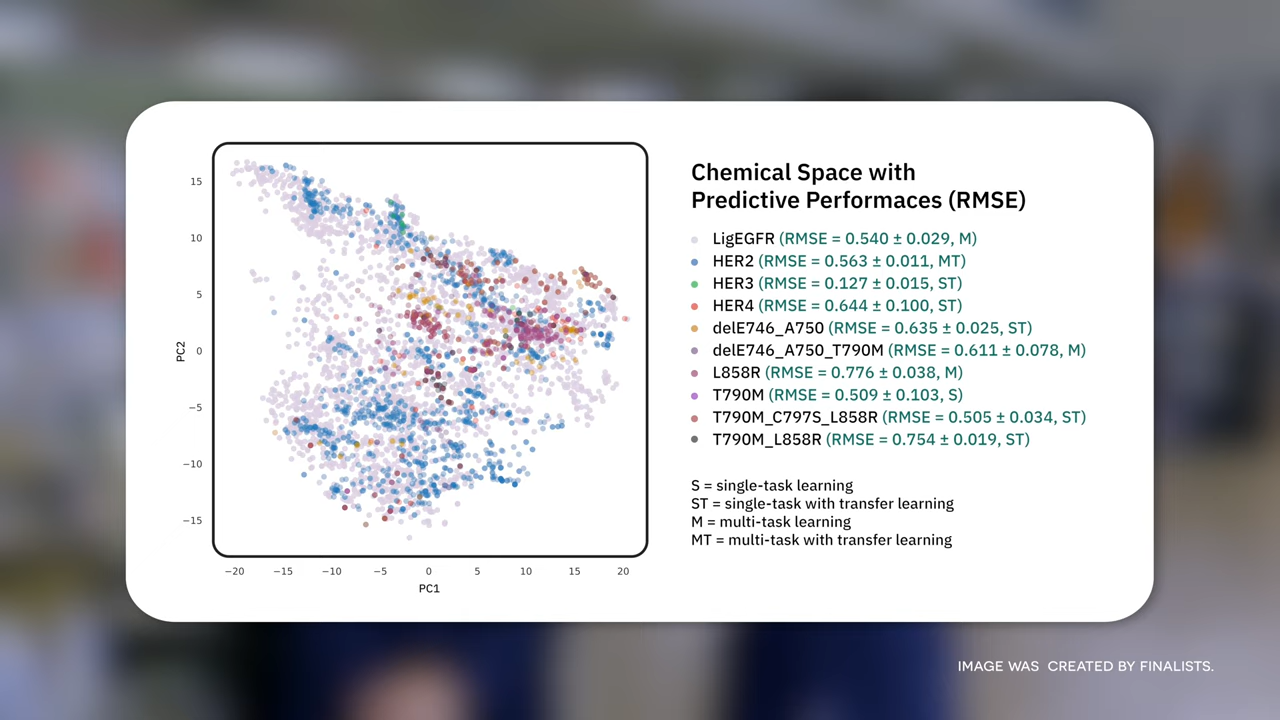 Chemical Space with
Predictive Performaces (RMSE)
LigEGFR (RMSE = 0.540 ± 0.029, M)
HER2 (RMSE = 0.563 ± 0.011, MT)
HER3 (RMSE = 0.127 ± 0.015, ST)
HER4 (RMSE = 0.644 ± 0.100, ST)
delE746_A750 (RMSE = 0.635 ± 0.025, ST)
delE746_A750_T790M (RMSE = 0.611 ± 0.078, M)
L858R (RMSE = 0.776 ± 0.038, M)
T790M (RMSE = 0.509 ± 0.103, S)
T790M_C797S_L858R (RMSE = 0.505 ± 0.034, ST)
T790M_L858R (RMSE = 0.754 ± 0.019, ST)
S = single-task learning
ST = single-task with transfer learning
M = multi-task learning
MT = multi-task with transfer learning
PC2
15
10
5
0
−5
−10
−15
−20 −15 −10 −5 0 5 10 15 20
PC1
IMAGE WAS CREATED BY FINALISTS.